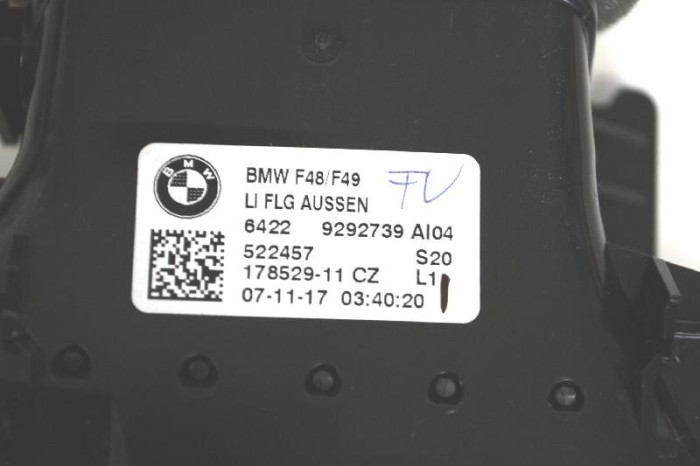 BMW
BMW F48/F49
LI FLG AUSSEN
6422 9292739 AI04
522457 S20
178529-11 CZ L1
07-11-17 03:40:20